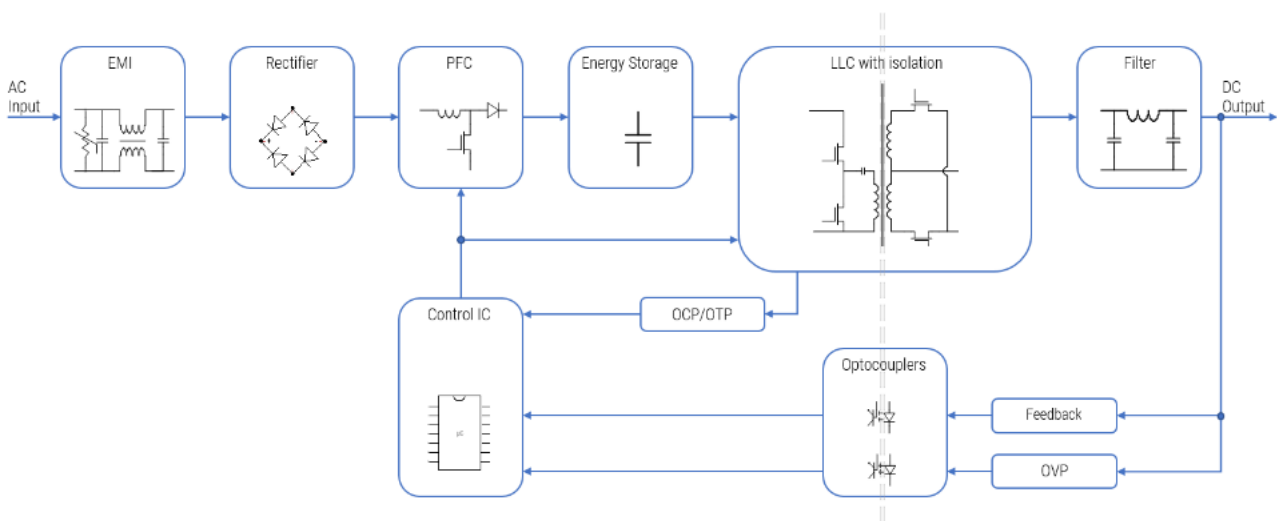 EMI
Rectifier
PFC
Energy Storage
LLC with isolation
Filter
AC
Input
DC
Output
Control IC
OCP/OTP
Optocouplers
Feedback
OVP